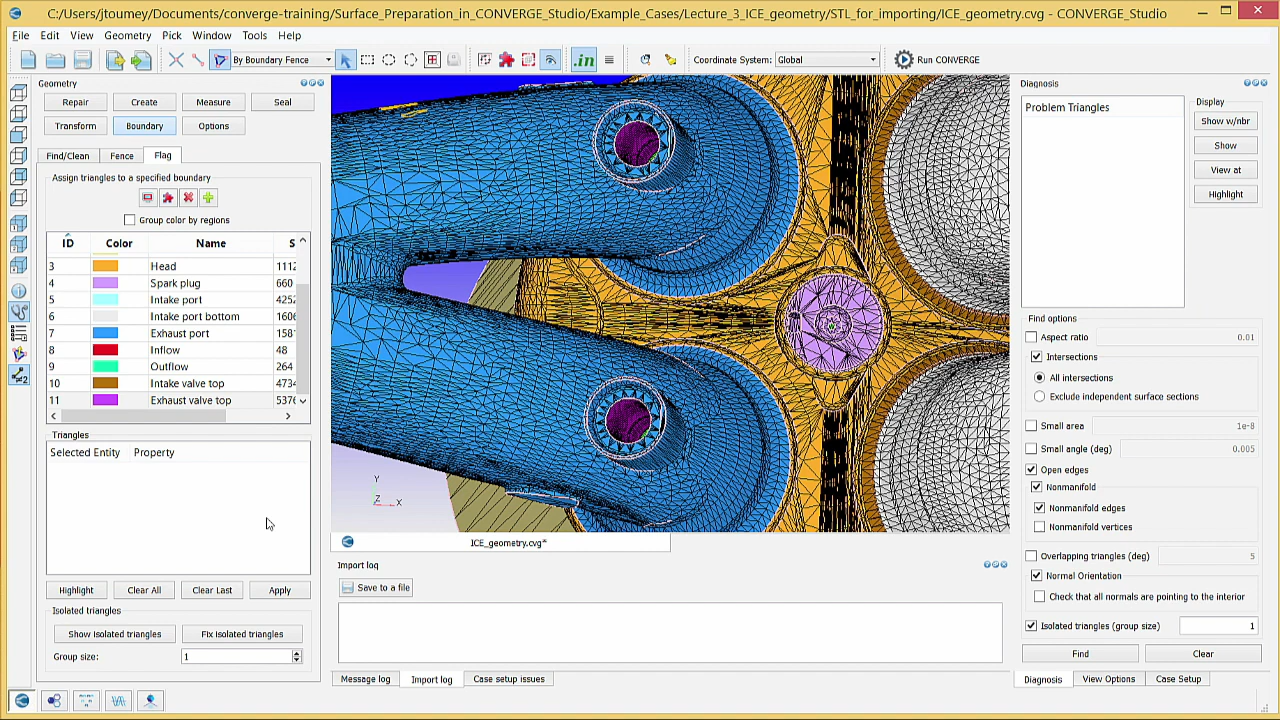 c:/Users/jtoumey/Documents/converge-training/Surface_Preparation_in_CONVERGE_Studio/Example_Cases/Lecture_3_ICE_geometry/STL_for_importing/ICE_geometry.cvg - CONVERGE_Studio
File Edit View Geometry Pick Window Tools Help
By Boundary Fence .in Coordinate System: Global Run CONVERGE
Geometry
Repair Create Measure Seal
Transform Boundary Options
Find/Clean Fence Flag
Assign triangles to a specified boundary
Group color by regions
ID Color Name S
3 Head 1112
4 Spark plug 660
5 Intake port 4252
6 Intake port bottom 1606
7 Exhaust port 158
8 Inflow 48
9 Outflow 264
10 Intake valve top 4734
11 Exhaust valve top 5376
Triangles
Selected Entity Property
Highlight Clear All Clear Last Apply
Isolated triangles
Show isolated triangles Fix isolated triangles
Group size: 1
Y
Z X
ICE_geometry.cvg*
Import log
Save to a file
Message log Import log Case setup issues
Diagnosis
Problem Triangles
Display
Show w/nbr
Show
View at
Highlight
Find options
Aspect ratio 0.01
Intersections
All intersections
Exclude independent surface sections
Small area 1e-8
Small angle (deg) 0.005
Open edges
Nonmanifold
Nonmanifold edges
Nonmanifold vertices
Overlapping triangles (deg) 5
Normal Orientation
Check that all normals are pointing to the interior
Isolated triangles (group size) 1
Find Clear
Diagnosis View Options Case Setup